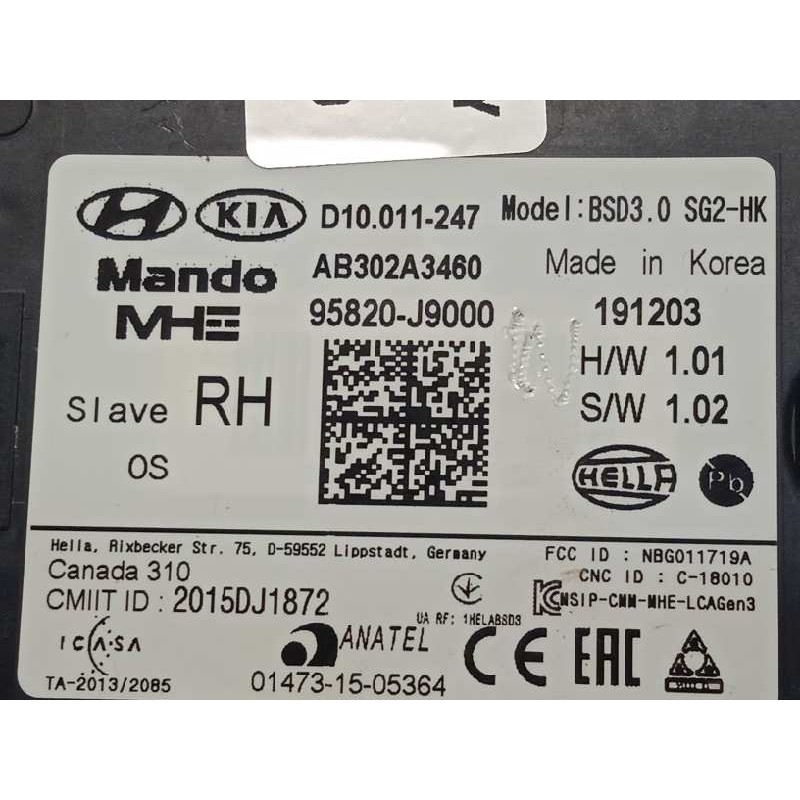 KIA D10.011-247 Model:BSD3.0 SG2-HK
Mando AB302A3460 Made in Korea
MHE 95820-J9000 191203
H/W 1.01
Slave RH S/W 1.02
OS HELLA Pb
Hella, Rixbecker Str. 75, D-59552 Lippstadt, Germany FCC ID : NBG011719A
Canada 310 CNC ID : C-18010
CMIIT ID : 2015DJ1872 MSIP-CMM-MHE-LCAGen3
UA RF: 1HELABSD3
ICASA ANATEL CE EAC
TA-2013/2085 01473-15-05364